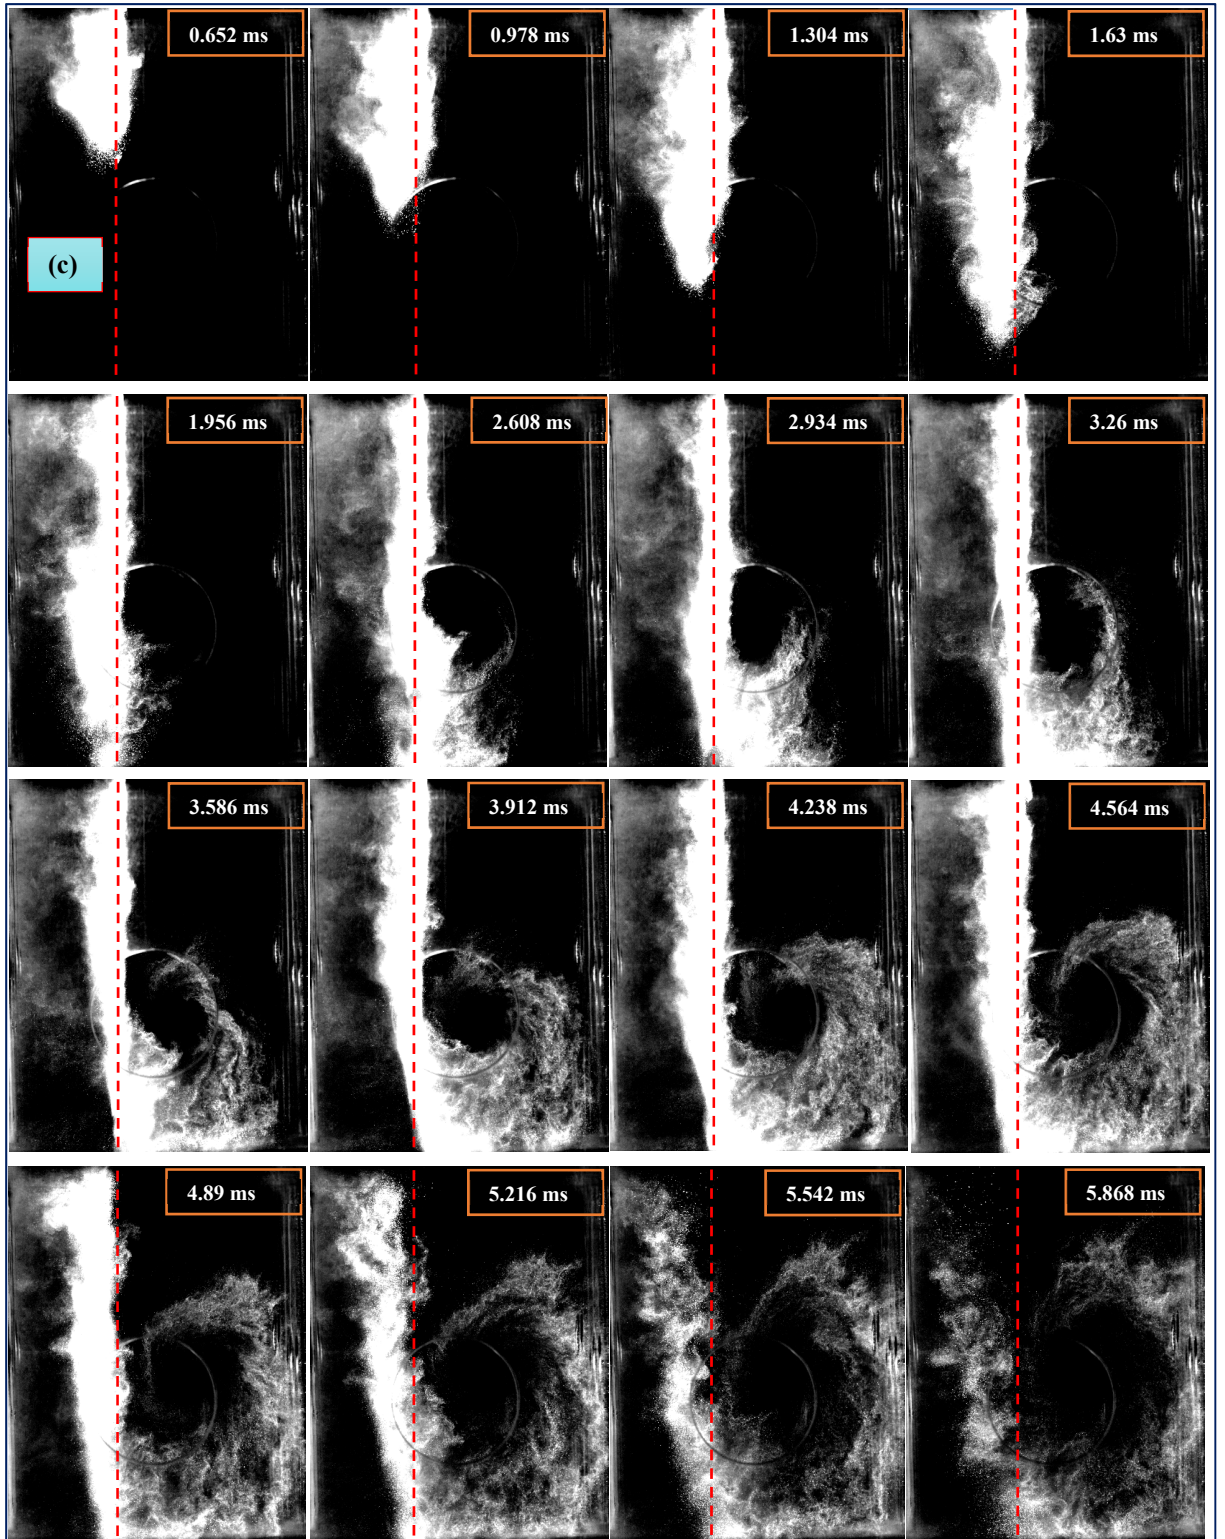 0.652 ms
0.978 ms
1.304 ms
1.63 ms
(c)
1.956 ms
2.608 ms
2.934 ms
3.26 ms
3.586 ms
3.912 ms
4.238 ms
4.564 ms
4.89 ms
5.216 ms
5.542 ms
5.868 ms